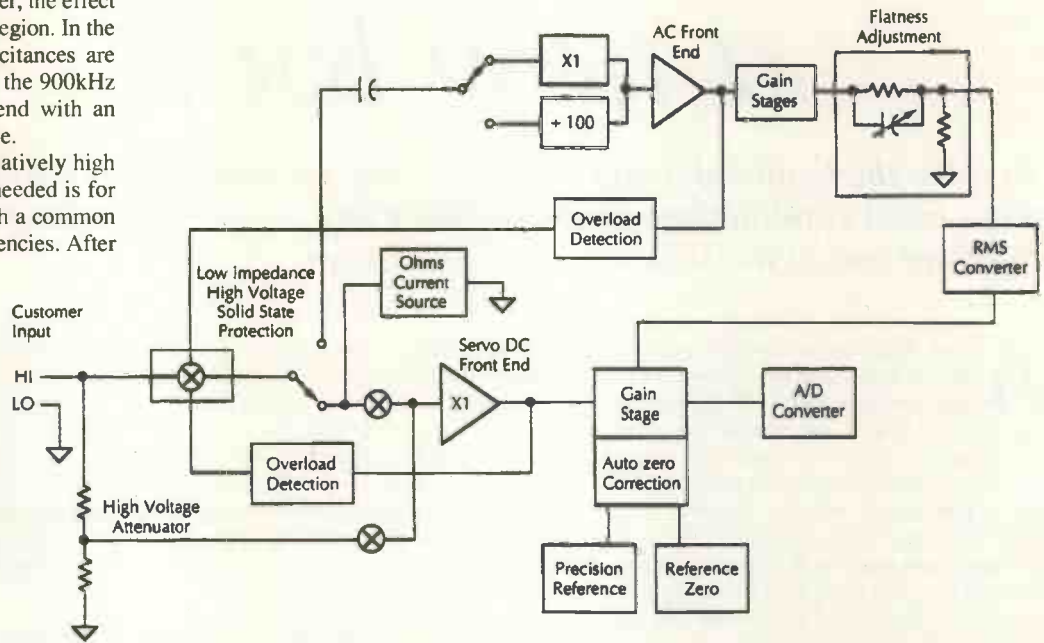 er, the effect
egion. In the
citances are
the 900kHz
end with an
e.
atively high
needed is for
h a common
encies. After
Flatness
Adjustment
AC Front
End
X1
÷ 100
Gain
Stages
Overload
Detection
RMS
Converter
Low Impedance
High Voltage
Solid State
Protection
Ohms
Current
Source
Customer
Input
HI
LO
Servo DC
Front End
X1
Gain
Stage
A/D
Converter
Overload
Detection
Auto zero
Correction
High Voltage
Attenuator
Precision
Reference
Reference
Zero